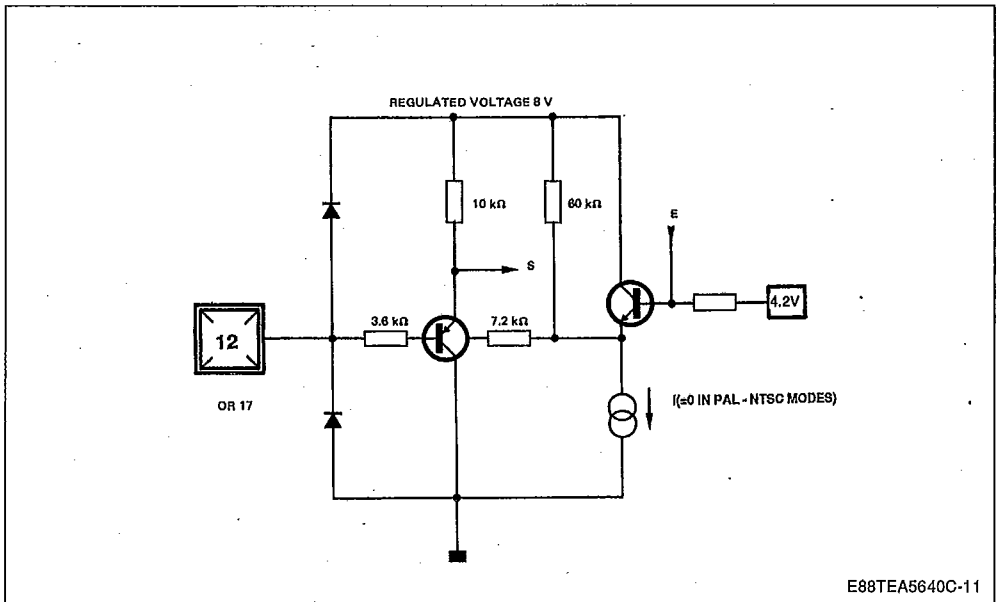 REGULATED VOLTAGE 8 V
10 kΩ
60 kΩ
E
S
4.2V
3.6 kΩ
7.2 kΩ
12
OR 17
I(≠0 IN PAL - NTSC MODES)
E88TEA5640C-11